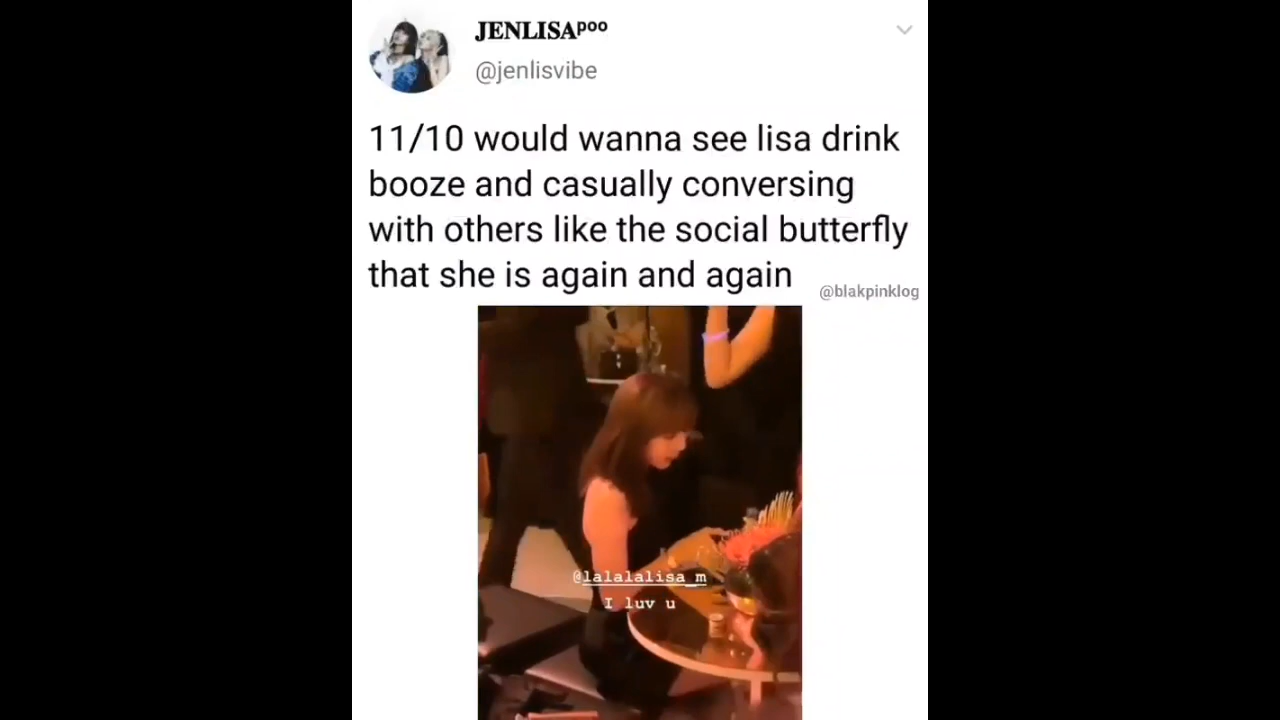 JENLISAᵖᵒᵒ
@jenlisvibe
11/10 would wanna see lisa drink
booze and casually conversing
with others like the social butterfly
that she is again and again
@blakpinklog
@lalalalisa_m
I luv u